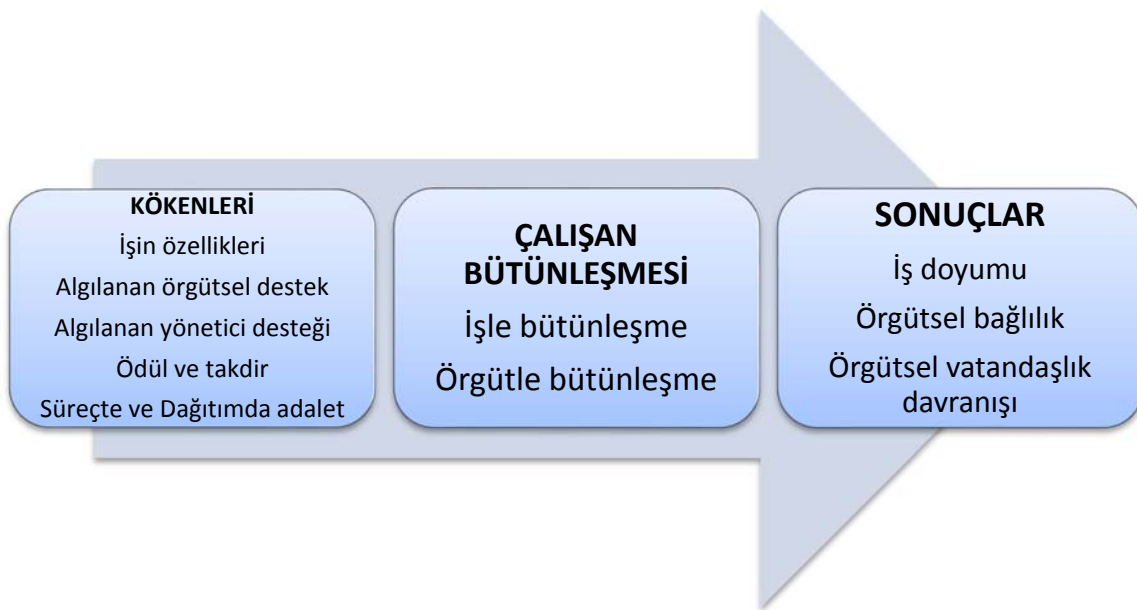 KÖKENLERİ
İşin özellikleri
Algılanan örgütsel destek
Algılanan yönetici desteği
Ödül ve takdir
Süreçte ve Dağıtımda adalet
ÇALIŞAN
BÜTÜNLEŞMESİ
İşle bütünleşme
Örgütle bütünleşme
SONUÇLAR
İş doyumu
Örgütsel bağlılık
Örgütsel vatandaşlık
davranışı